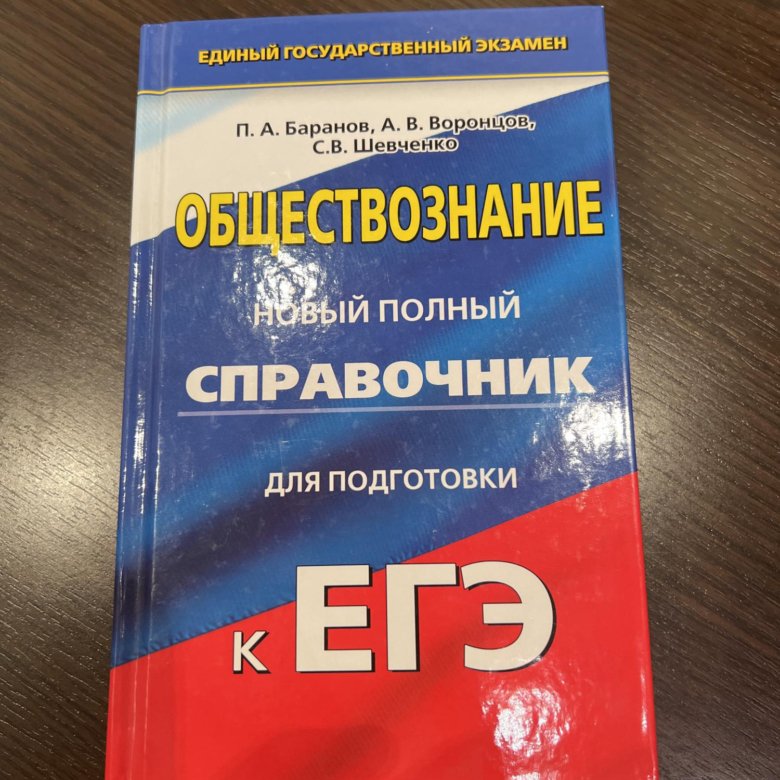 ЕДИНЫЙ ГОСУДАРСТВЕННЫЙ ЭКЗАМЕН
П. А. Баранов, А. В. Воронцов,
С.В. Шевченко
ОБЩЕСТВОЗНАНИЕ
НОВЫЙ ПОЛНЫЙ
СПРАВОЧНИК
ДЛЯ ПОДГОТОВКИ
К ЕГЭ